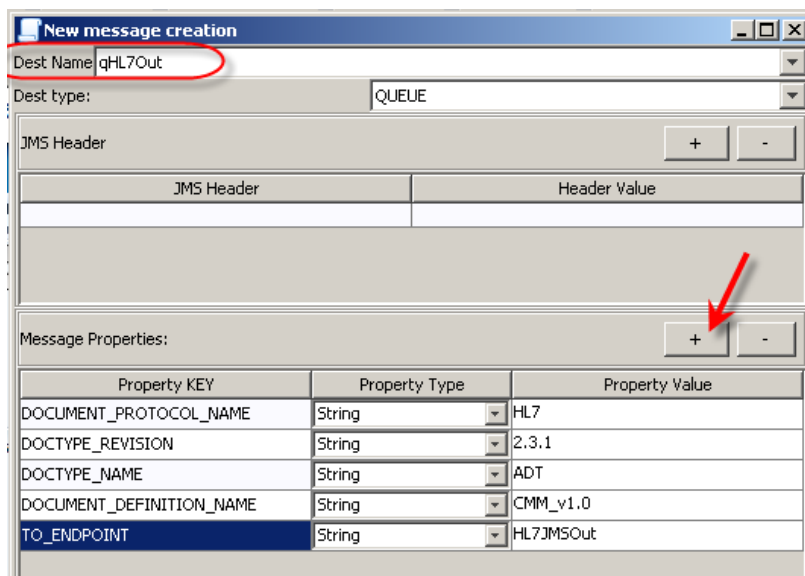 New message creation
Dest Name qHL7Out
Dest type: QUEUE
JMS Header + -
JMS Header Header Value
Message Properties: + -
Property KEY Property Type Property Value
DOCUMENT_PROTOCOL_NAME String HL7
DOCTYPE_REVISION String 2.3.1
DOCTYPE_NAME String ADT
DOCUMENT_DEFINITION_NAME String CMM_v1.0
TO_ENDPOINT String HL7JMSOut